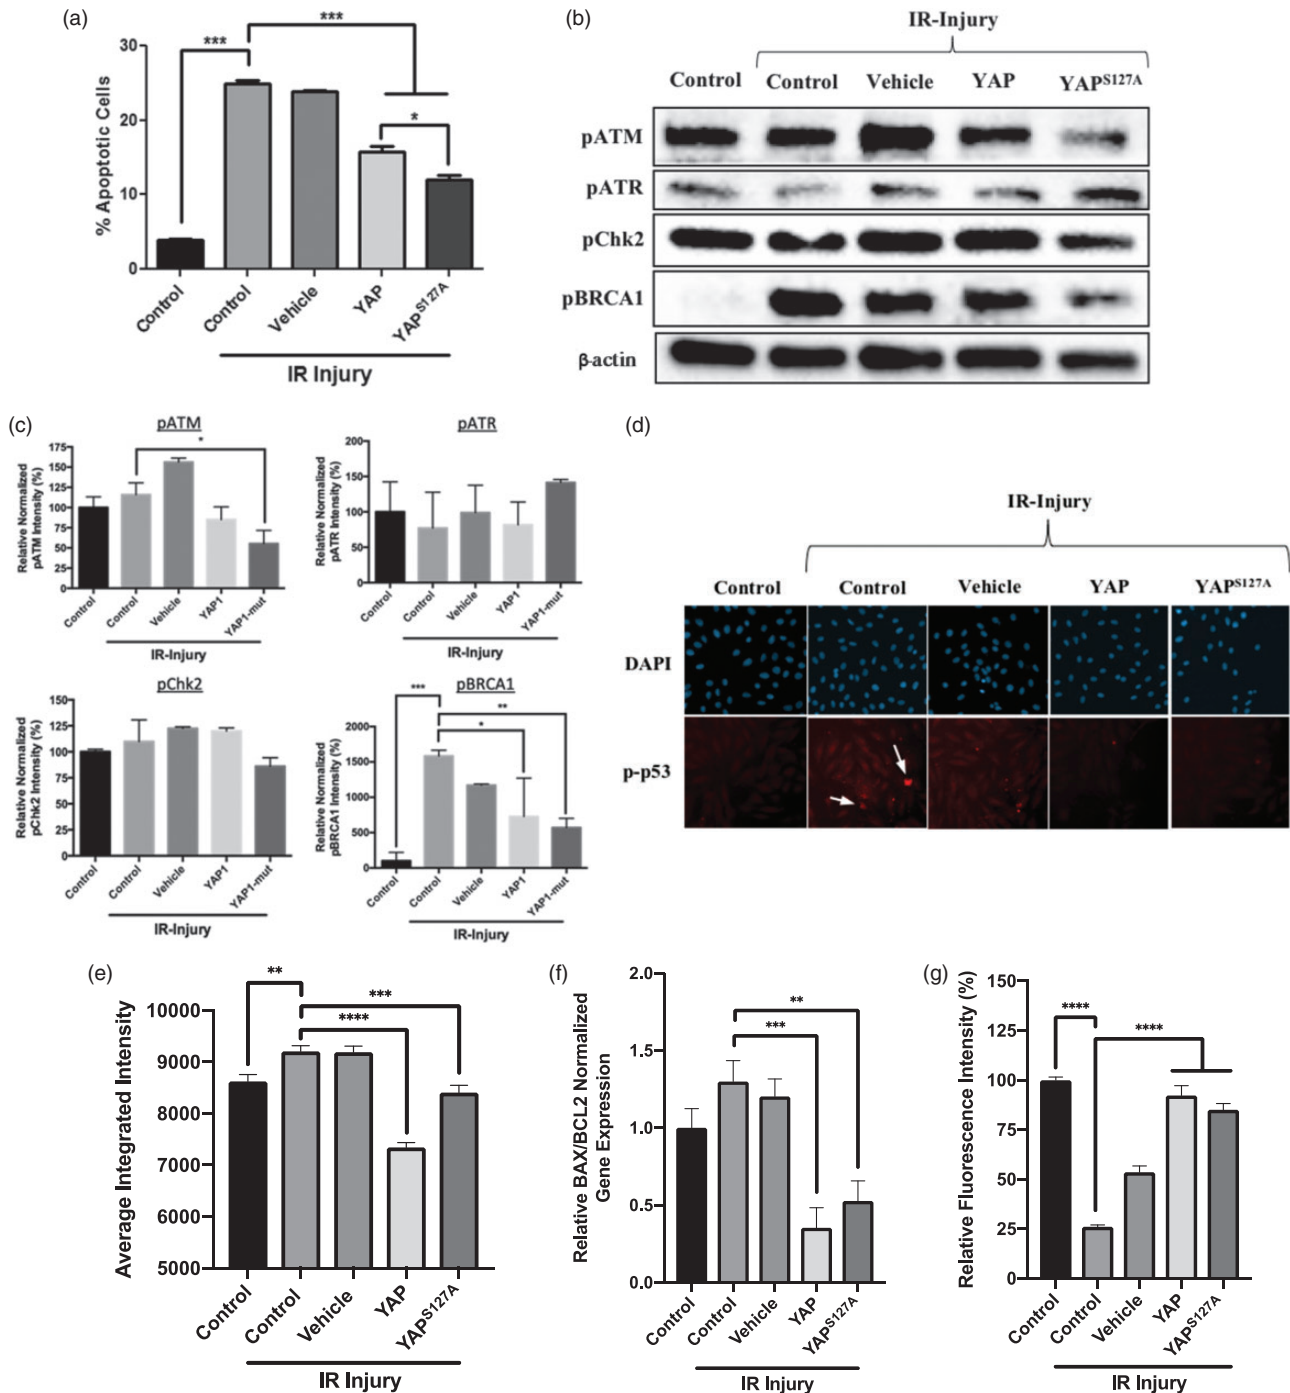 (a)
***
***
*
30
20
10
0
% Apoptotic Cells
Control
Control
Vehicle
YAP
YAPS127A
IR Injury
(b)
IR-Injury
Control
Control
Vehicle
YAP
YAPS127A
pATM
pATR
pChk2
pBRCA1
β-actin
(c)
pATM
*
175
150
125
100
75
50
25
0
Relative Normalized
pATM Intensity (%)
Control
Control
Vehicle
YAP1
YAP1-mut
IR-Injury
pATR
200
150
100
50
0
Relative Normalized
pATR Intensity (%)
Control
Control
Vehicle
YAP1
YAP1-mut
IR-Injury
pChk2
150
125
100
75
50
25
0
Relative Normalized
pChk2 Intensity (%)
Control
Control
Vehicle
YAP1
YAP1-mut
IR-Injury
pBRCA1
***
**
*
2000
1500
1000
500
0
Relative Normalized
pBRCA1 Intensity (%)
Control
Control
Vehicle
YAP1
YAP1-mut
IR-Injury
(d)
IR-Injury
Control
Control
Vehicle
YAP
YAPS127A
DAPI
p-p53
(e)
**
***
****
10000
9000
8000
7000
6000
5000
Average Integrated Intensity
Control
Control
Vehicle
YAP
YAPS127A
IR Injury
(f)
**
***
2.0
1.5
1.0
0.5
0.0
Relative BAX/BCL2 Normalized
Gene Expression
Control
Control
Vehicle
YAP
YAPS127A
IR Injury
(g)
****
****
150
125
100
75
50
25
0
Relative Fluorescence Intensity (%)
Control
Control
Vehicle
YAP
YAPS127A
IR Injury